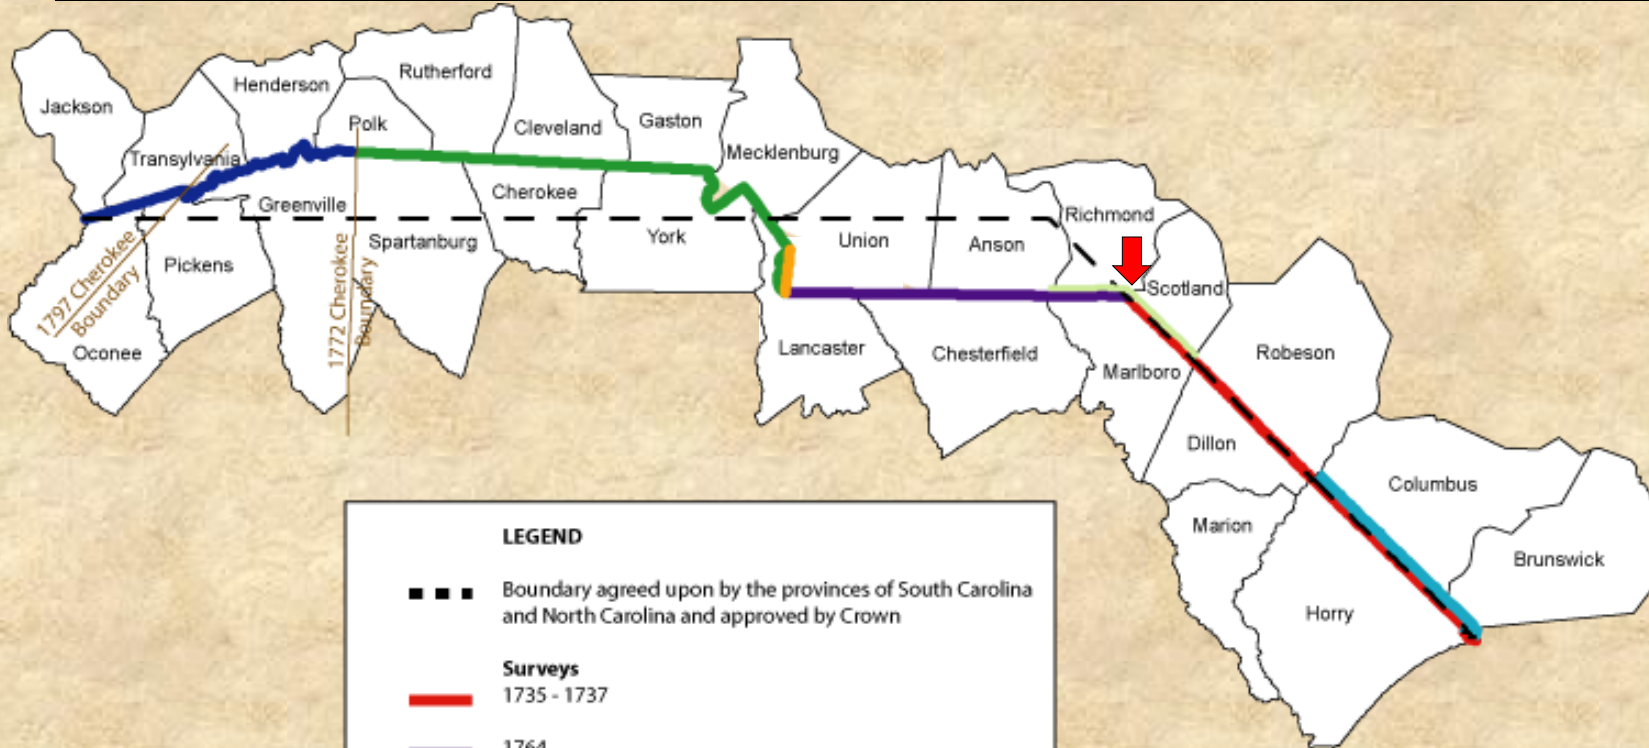 Jackson
Henderson
Rutherford
Polk
Cleveland
Gaston
Mecklenburg
Transylvania
Greenville
Cherokee
York
Union
Anson
Richmond
Scotland
Spartanburg
Pickens
Oconee
1797 Cherokee
Boundary
1772 Cherokee
Boundary
Lancaster
Chesterfield
Marlboro
Robeson
Dillon
Columbus
Marion
Brunswick
Horry
LEGEND
Boundary agreed upon by the provinces of South Carolina
and North Carolina and approved by Crown
Surveys
1735 - 1737
1764